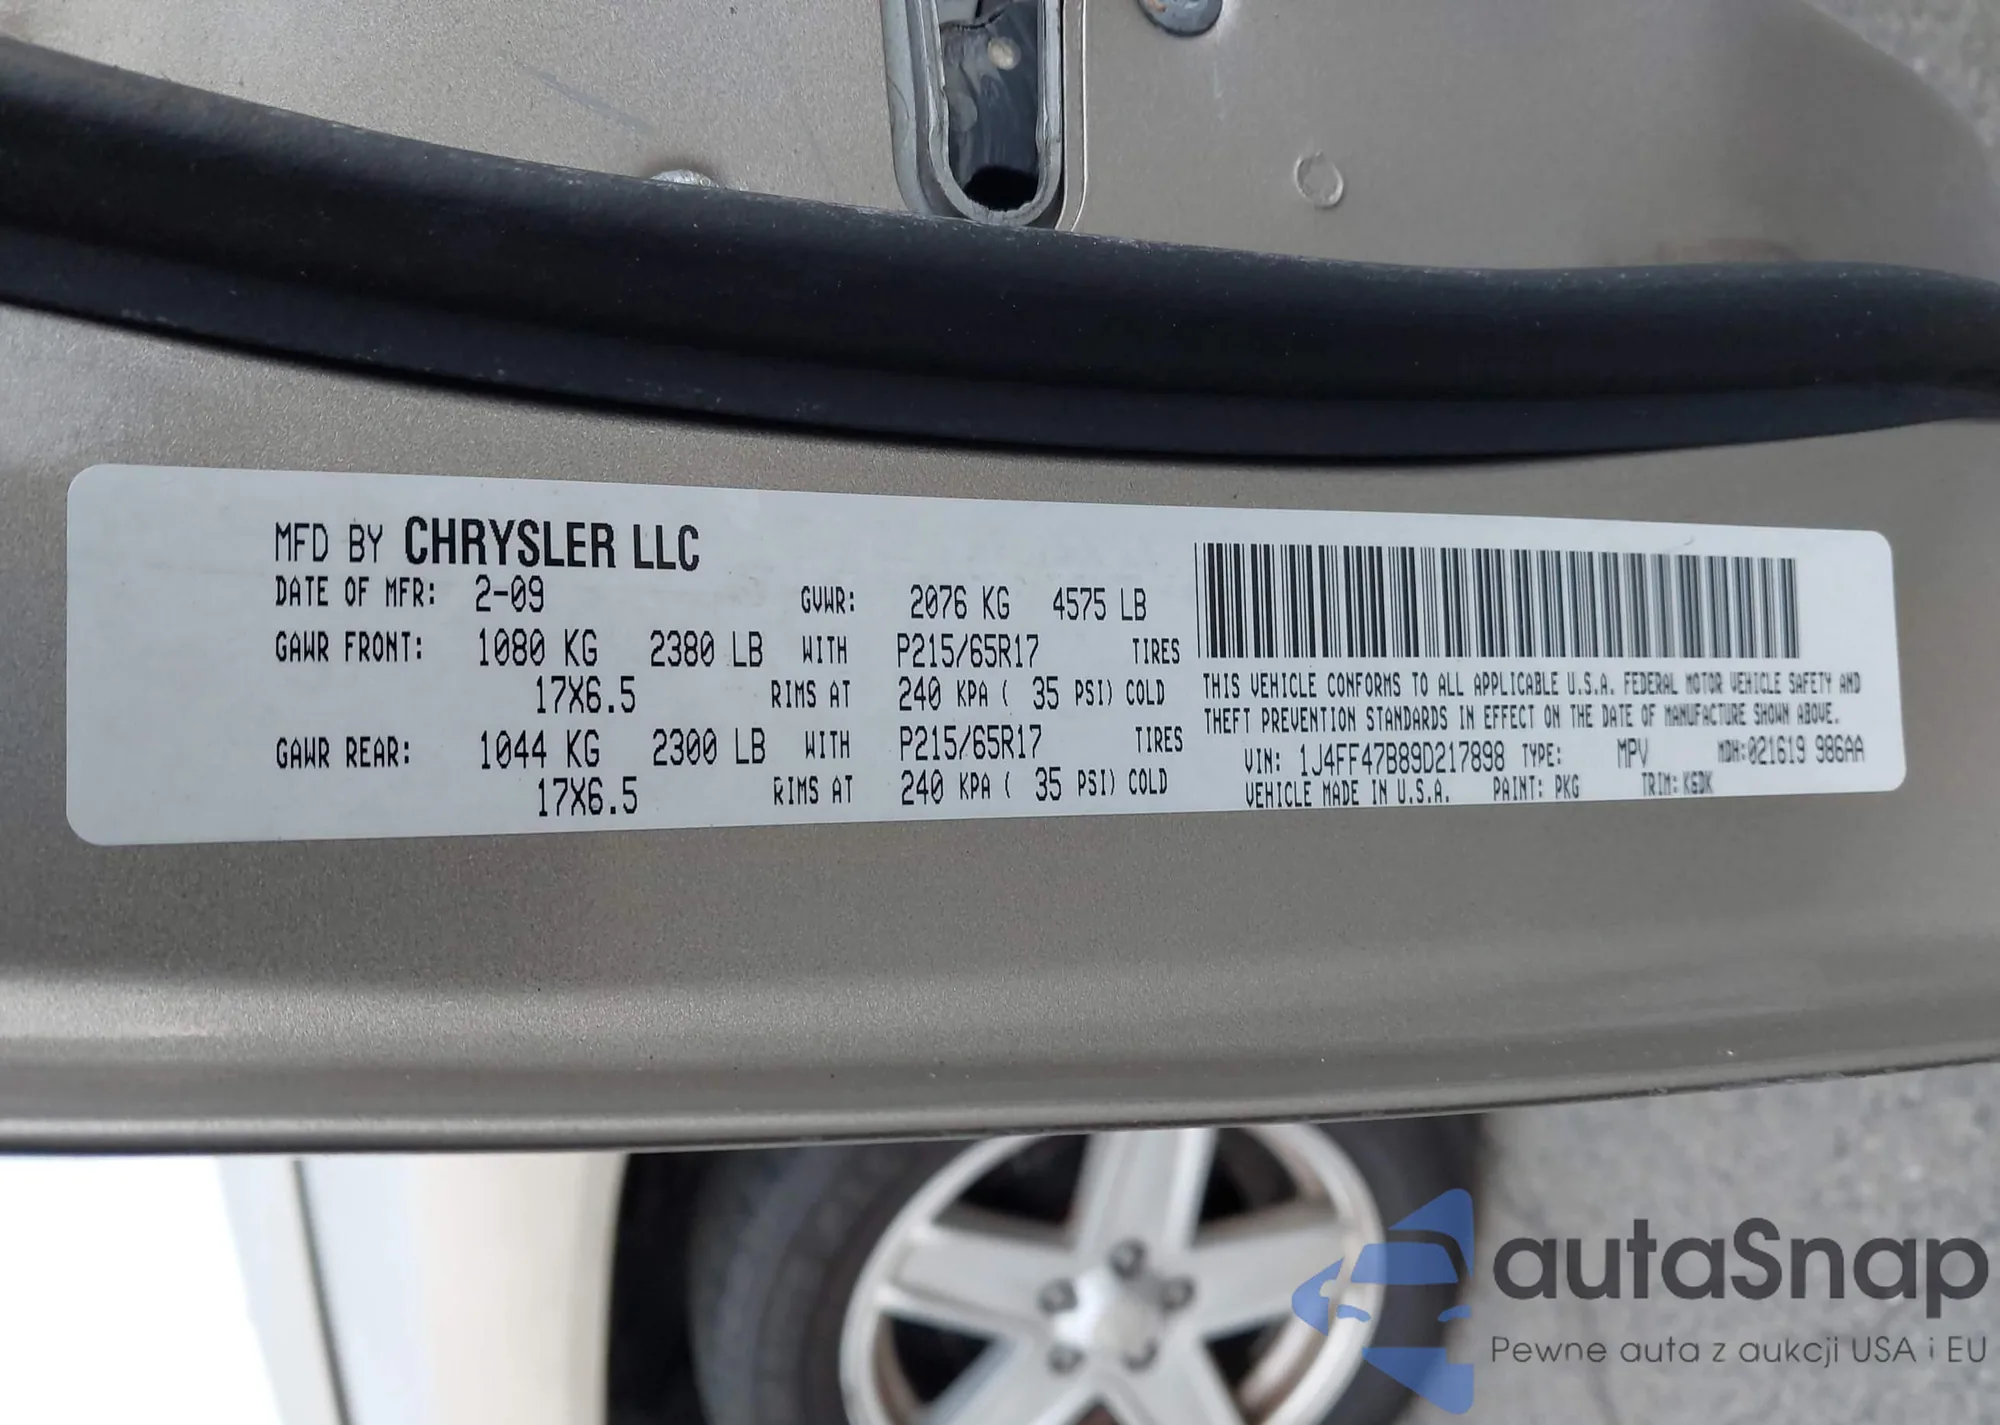 MFD BY CHRYSLER LLC
DATE OF MFR: 2-09 GVWR: 2076 KG 4575 LB
GAWR FRONT: 1080 KG 2380 LB WITH P215/65R17 TIRES
17X6.5 RIMS AT 240 KPA ( 35 PSI) COLD
GAWR REAR: 1044 KG 2300 LB WITH P215/65R17 TIRES
17X6.5 RIMS AT 240 KPA ( 35 PSI) COLD
THIS VEHICLE CONFORMS TO ALL APPLICABLE U.S.A. FEDERAL MOTOR VEHICLE SAFETY AND
THEFT PREVENTION STANDARDS IN EFFECT ON THE DATE OF MANUFACTURE SHOWN ABOVE.
VIN: 1J4FF47B89D217898 TYPE: MPV MDH:021619 986AA
VEHICLE MADE IN U.S.A. PAINT: PKG TRIM: K6DK
autaSnap
Pewne auta z aukcji USA i EU